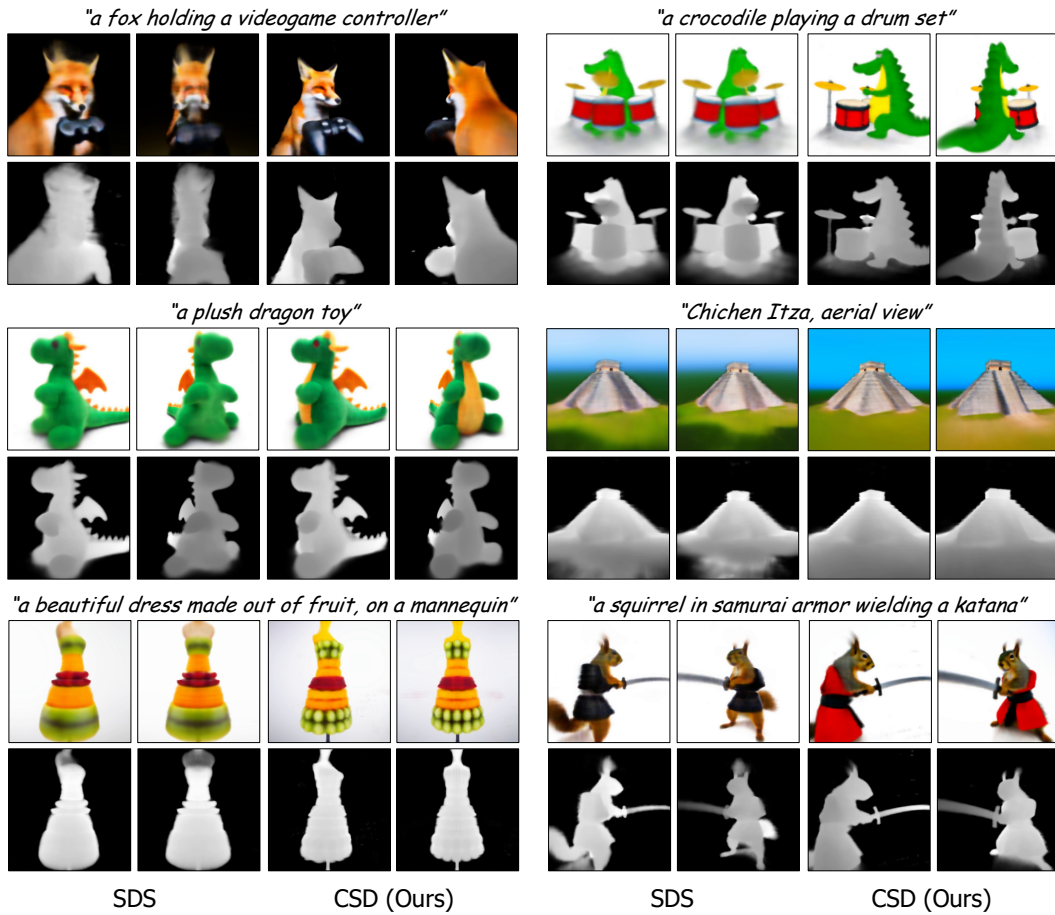 "a fox holding a videogame controller"
"a crocodile playing a drum set"
"a plush dragon toy"
"Chichen Itza, aerial view"
"a beautiful dress made out of fruit, on a mannequin"
"a squirrel in samurai armor wielding a katana"
SDS
CSD (Ours)
SDS
CSD (Ours)